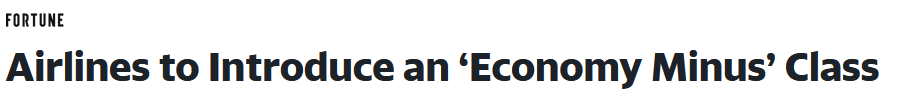 FORTUNE
Airlines to Introduce an ‘Economy Minus’ Class